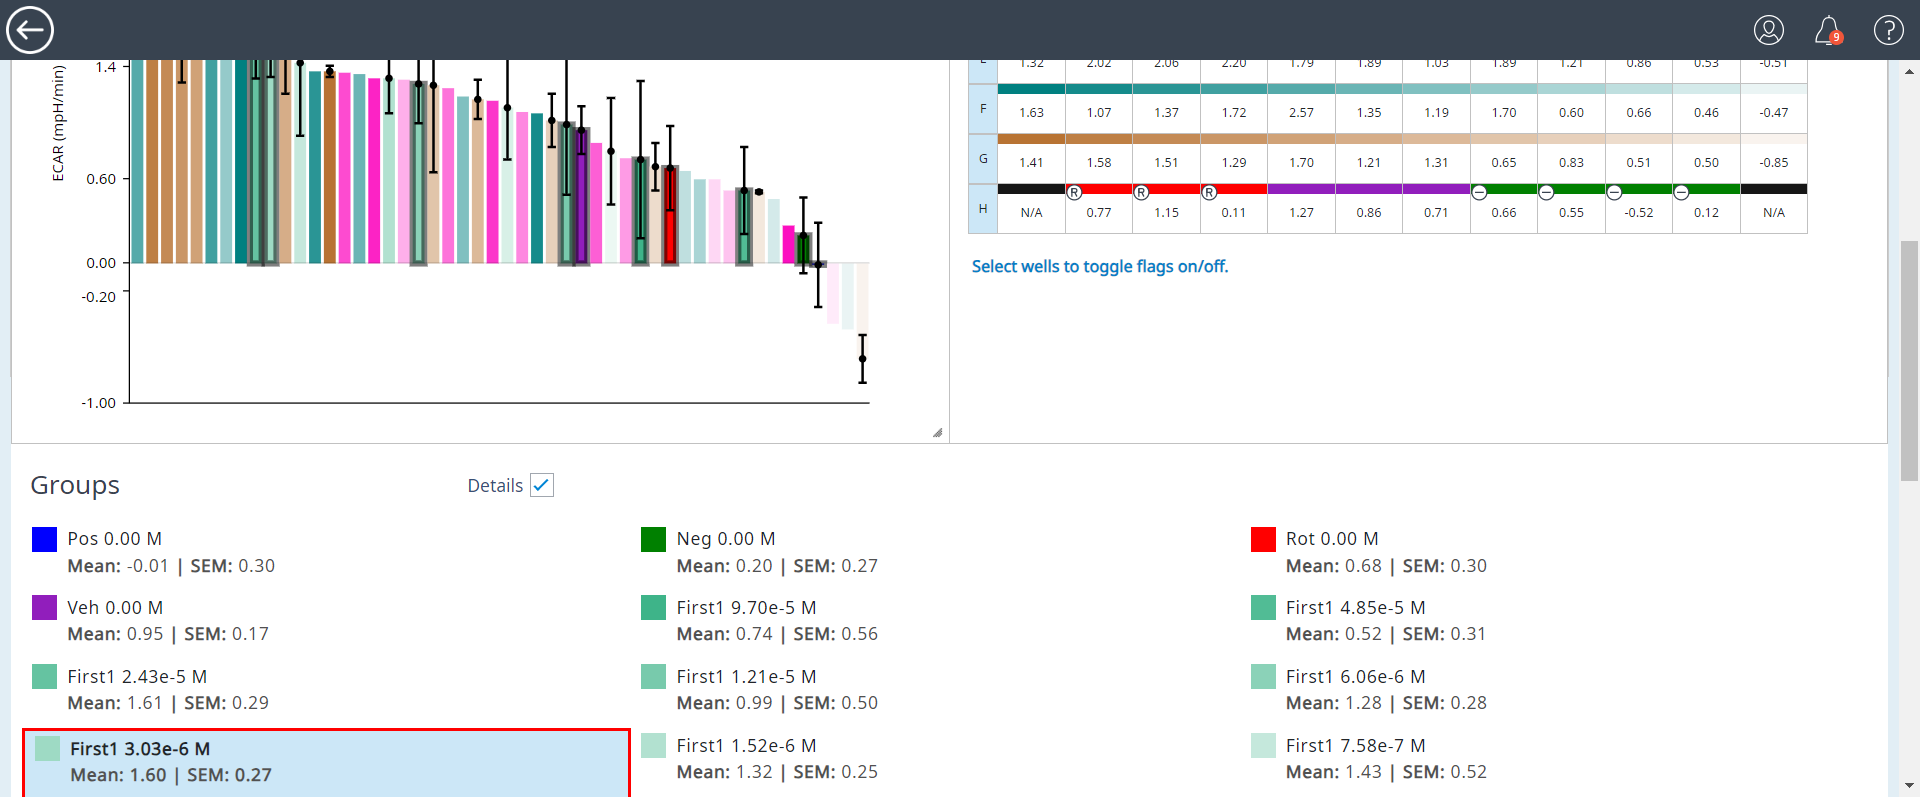 9
1.4
0.60
0.00
-0.20
-1.00
ECAR (mpH/min)
E 1.32 2.02 2.06 2.20 1.79 1.89 1.03 1.89 1.21 0.86 0.53 -0.51
F 1.63 1.07 1.37 1.72 2.57 1.35 1.19 1.70 0.60 0.66 0.46 -0.47
G 1.41 1.58 1.51 1.29 1.70 1.21 1.31 0.65 0.83 0.51 0.50 -0.85
R R R
H N/A 0.77 1.15 0.11 1.27 0.86 0.71 0.66 0.55 -0.52 0.12 N/A
Select wells to toggle flags on/off.
Groups
Details
Pos 0.00 M
Mean: -0.01 | SEM: 0.30
Neg 0.00 M
Mean: 0.20 | SEM: 0.27
Rot 0.00 M
Mean: 0.68 | SEM: 0.30
Veh 0.00 M
Mean: 0.95 | SEM: 0.17
First1 9.70e-5 M
Mean: 0.74 | SEM: 0.56
First1 4.85e-5 M
Mean: 0.52 | SEM: 0.31
First1 2.43e-5 M
Mean: 1.61 | SEM: 0.29
First1 1.21e-5 M
Mean: 0.99 | SEM: 0.50
First1 6.06e-6 M
Mean: 1.28 | SEM: 0.28
First1 3.03e-6 M
Mean: 1.60 | SEM: 0.27
First1 1.52e-6 M
Mean: 1.32 | SEM: 0.25
First1 7.58e-7 M
Mean: 1.43 | SEM: 0.52